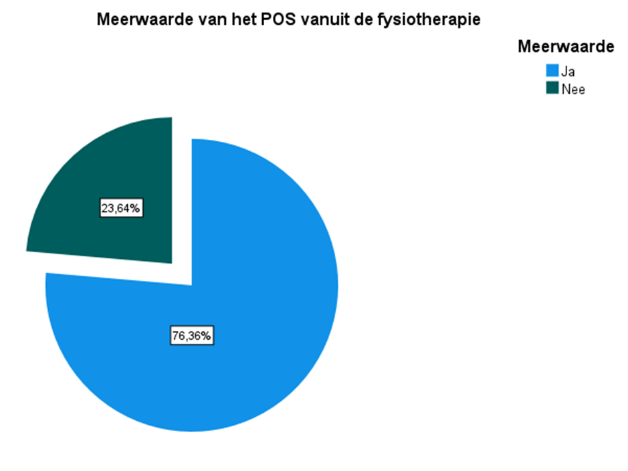 Meerwaarde van het POS vanuit de fysiotherapie
Meerwaarde
Ja
Nee
23,64%
76,36%